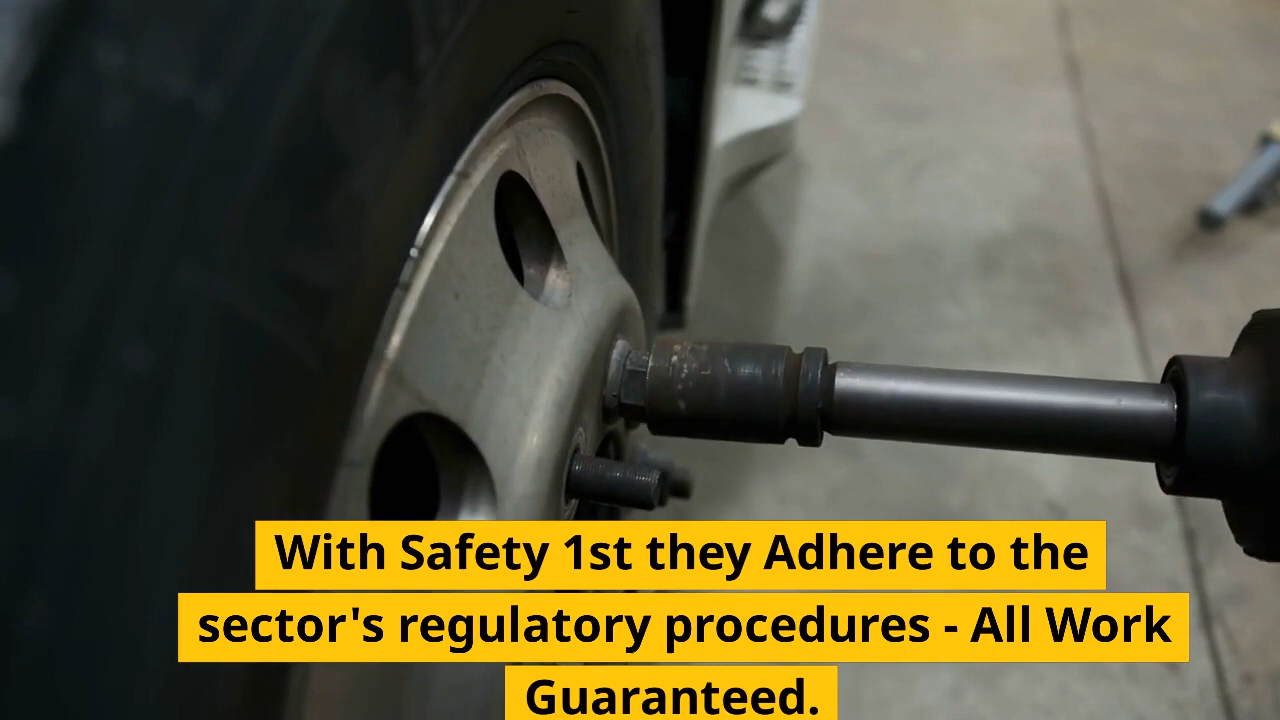 With Safety 1st they Adhere to the
sector's regulatory procedures - All Work
Guaranteed.